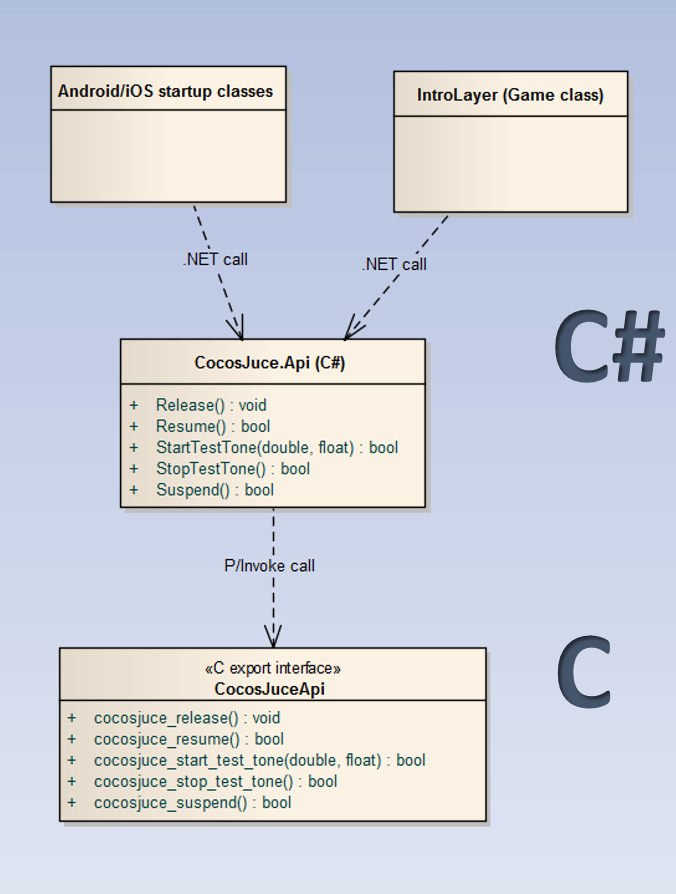 Android/iOS startup classes
IntroLayer (Game class)
.NET call
.NET call
C#
CocosJuce.Api (C#)
+ Release() : void
+ Resume() : bool
+ StartTestTone(double, float) : bool
+ StopTestTone() : bool
+ Suspend() : bool
P/Invoke call
C
«C export interface»
CocosJuceApi
+ cocosjuce_release() : void
+ cocosjuce_resume() : bool
+ cocosjuce_start_test_tone(double, float) : bool
+ cocosjuce_stop_test_tone() : bool
+ cocosjuce_suspend() : bool